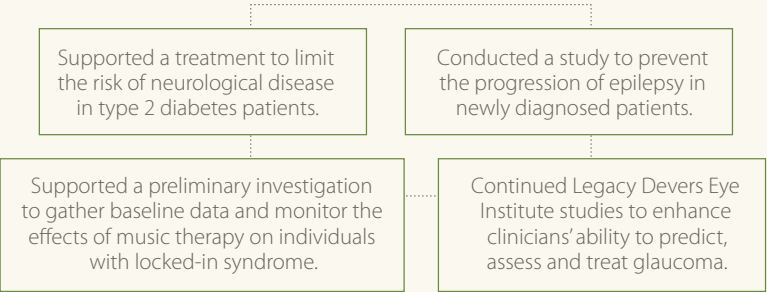 Supported a treatment to limit
the risk of neurological disease
in type 2 diabetes patients.
Conducted a study to prevent
the progression of epilepsy in
newly diagnosed patients.
Supported a preliminary investigation
to gather baseline data and monitor the
effects of music therapy on individuals
with locked-in syndrome.
Continued Legacy Devers Eye
Institute studies to enhance
clinicians’ ability to predict,
assess and treat glaucoma.